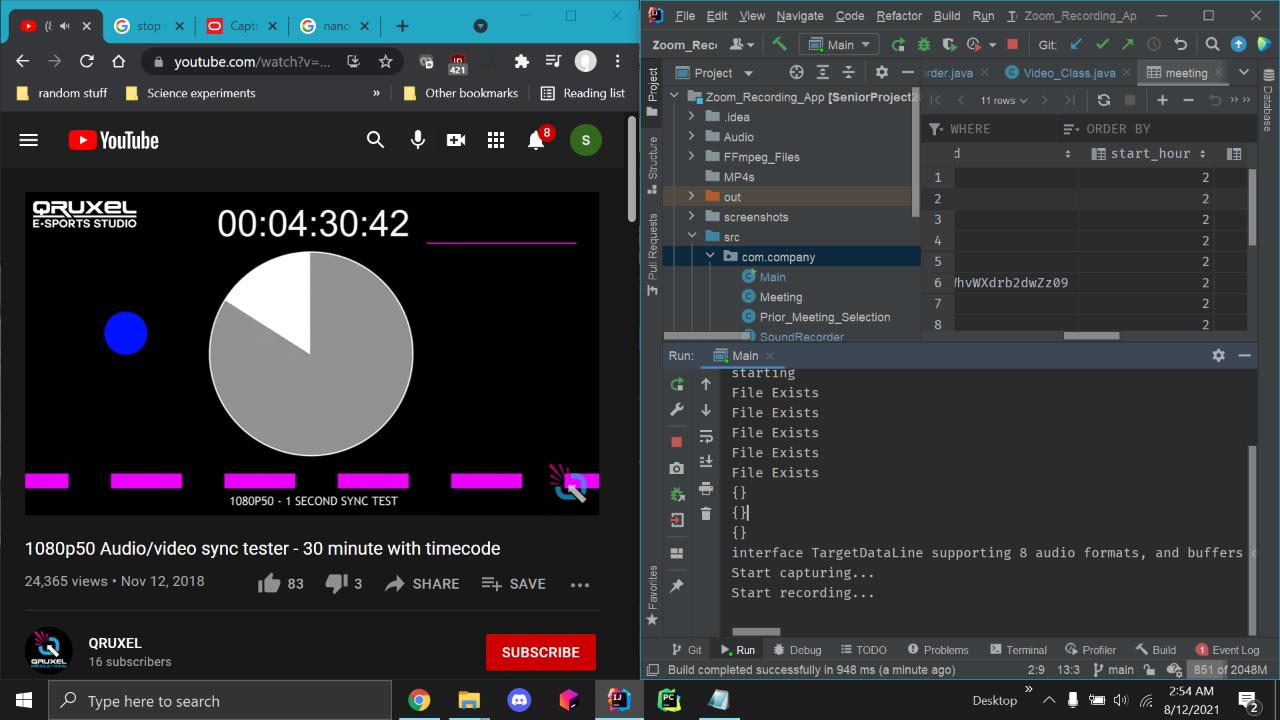 stop
Captu
nano
youtube.com/watch?v=...
421
random stuff
Science experiments
»
Other bookmarks
Reading list
YouTube
8
S
QRUXEL
E-SPORTS STUDIO
00:04:30:42
1080P50 - 1 SECOND SYNC TEST
1080p50 Audio/video sync tester - 30 minute with timecode
24,365 views • Nov 12, 2018
83
3
SHARE
SAVE
QRUXEL
16 subscribers
SUBSCRIBE
File Edit View Navigate Code Refactor Build Run T Zoom_Recording_Ap
Zoom_Reco
Main
Git:
Project
rder.java
Video_Class.java
meeting
Zoom_Recording_App [SeniorProject2
.idea
Audio
FFmpeg_Files
MP4s
out
screenshots
src
com.company
Main
Meeting
Prior_Meeting_Selection
SoundRecorder
11 rows
WHERE
ORDER BY
d
start_hour
1 2
2 2
3 2
4 2
5 2
6 VhvWXdrb2dwZz09 2
7 2
8 2
Project
Structure
Pull Requests
Favorites
Database
Run:
Main
starting
File Exists
File Exists
File Exists
File Exists
File Exists
{}
{}
{}
interface TargetDataLine supporting 8 audio formats, and buffers o
Start capturing...
Start recording...
Git Run Debug TODO Problems Terminal Profiler Build 1 Event Log
Build completed successfully in 948 ms (a minute ago)
2:9 13:3 main 851 of 2048M
Type here to search
IJ
PC
Desktop
»
2:54 AM
8/12/2021
2